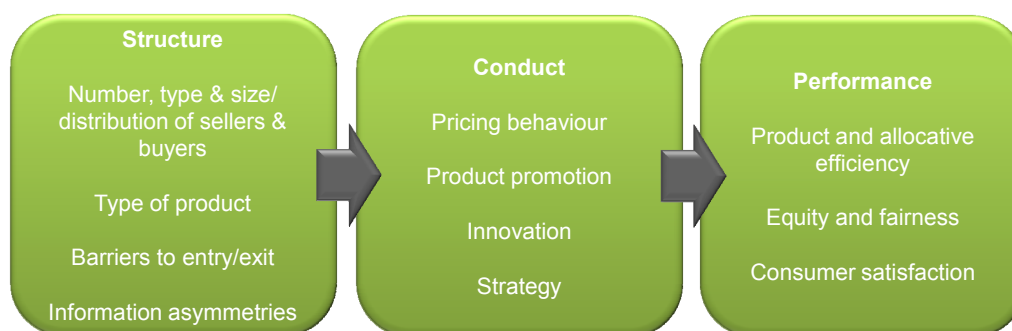 Structure
Number, type & size/
distribution of sellers &
buyers
Type of product
Barriers to entry/exit
Information asymmetries
Conduct
Pricing behaviour
Product promotion
Innovation
Strategy
Performance
Product and allocative
efficiency
Equity and fairness
Consumer satisfaction